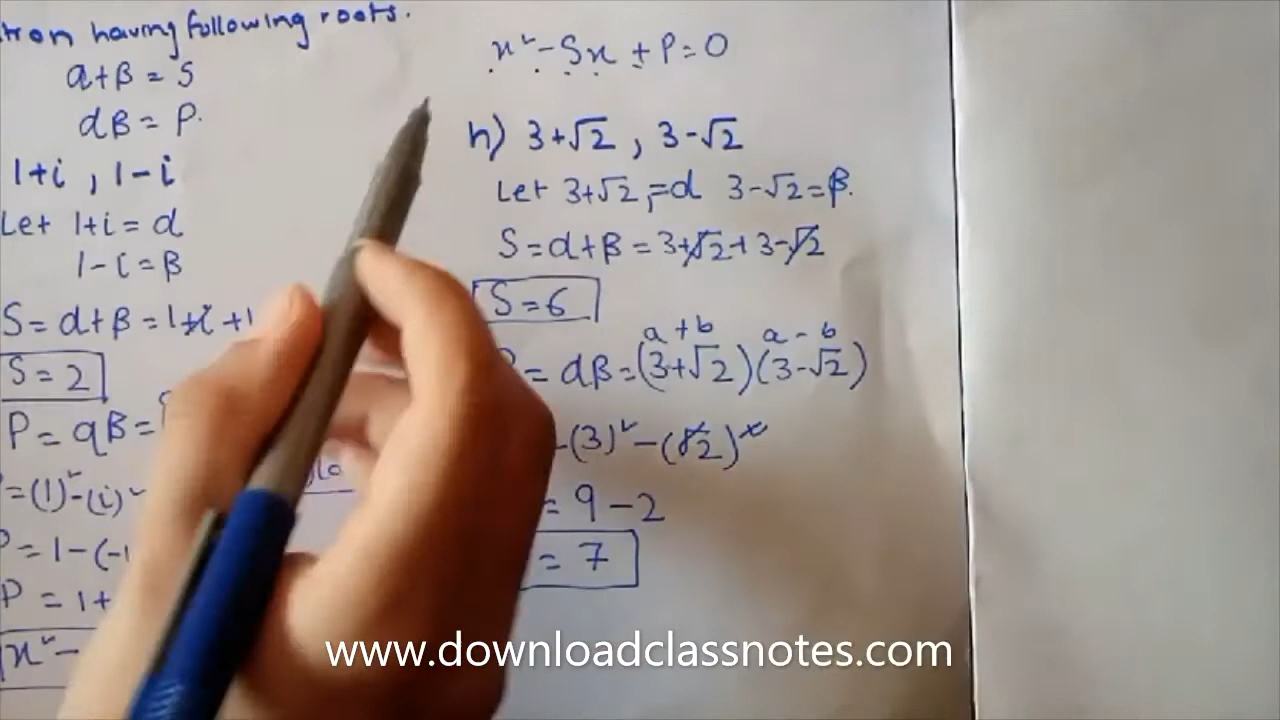 having following roots.
α+β = S
αβ = P.
1+i , 1-i
Let 1+i = α
1-i = β
S = α+β = 1+i +1
S = 2
P = αβ =
= (1)² - (i)²
P = 1-(-1
P = 1+
x² -
x² - Sx + P = 0
h) 3+√2 , 3-√2
Let 3+√2 = α 3-√2 = β.
S = α+β = 3+√2+3-√2
S = 6
a + b a - b
= αβ = (3+√2)(3-√2)
(3)² - (√2)²
= 9 - 2
= 7
www.downloadclassnotes.com